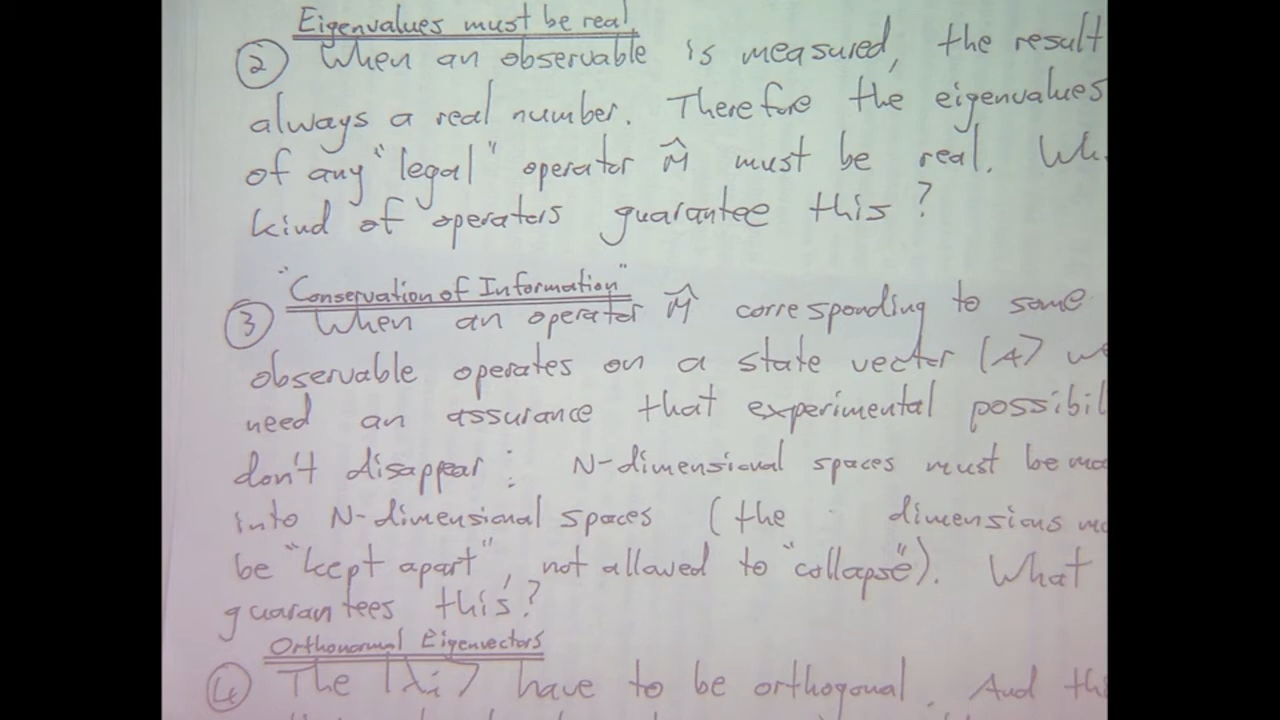 Eigenvalues must be real
② When an observable is measured, the result
always a real number. Therefore the eigenvalues
of any "legal" operator M̂ must be real. Wh
kind of operators guarantee this?
"Conservation of Information"
③ When an operator M̂ corresponding to some
observable operates on a state vector |A> we
need an assurance that experimental possibil
don't disappear: N-dimensional spaces must be ma
into N-dimensional spaces (the dimensions m
be "kept apart", not allowed to "collapse"). What
guarantees this?
Orthonormal Eigenvectors
④ The |λi> have to be orthogonal. And th